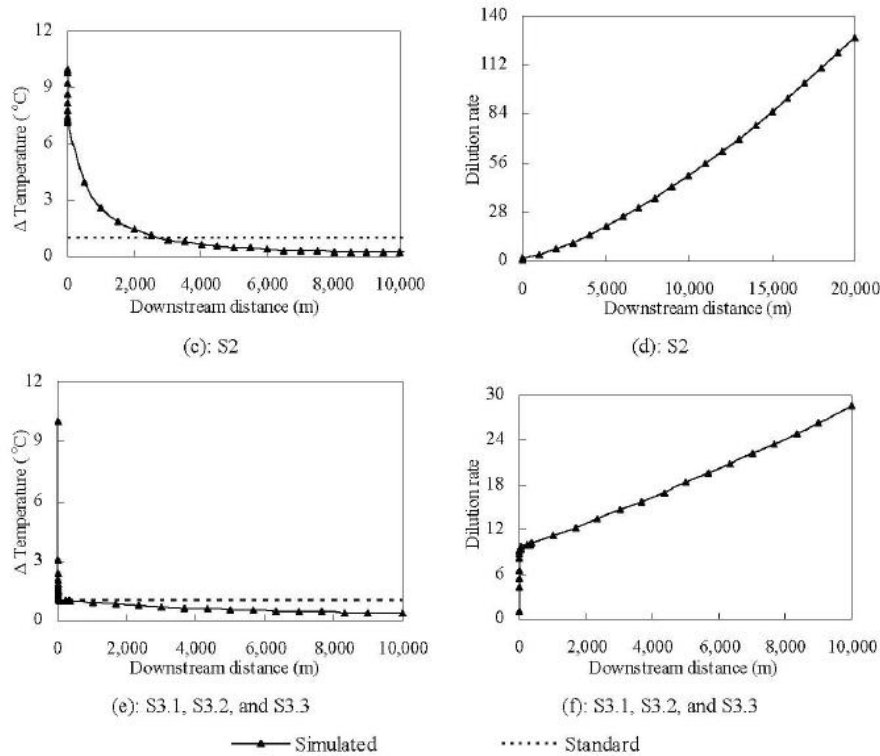 12
9
6
3
0
Δ Temperature ( °C)
0 2,000 4,000 6,000 8,000 10,000
Downstream distance (m)
(c): S2
140
112
84
56
28
0
Dilution rate
0 5,000 10,000 15,000 20,000
Downstream distance (m)
(d): S2
12
9
6
3
0
Δ Temperature (°C)
0 2,000 4,000 6,000 8,000 10,000
Downstream distance (m)
(e): S3.1, S3.2, and S3.3
30
24
18
12
6
0
Dilution rate
0 2,000 4,000 6,000 8,000 10,000
Downstream distance (m)
(f): S3.1, S3.2, and S3.3
Simulated Standard